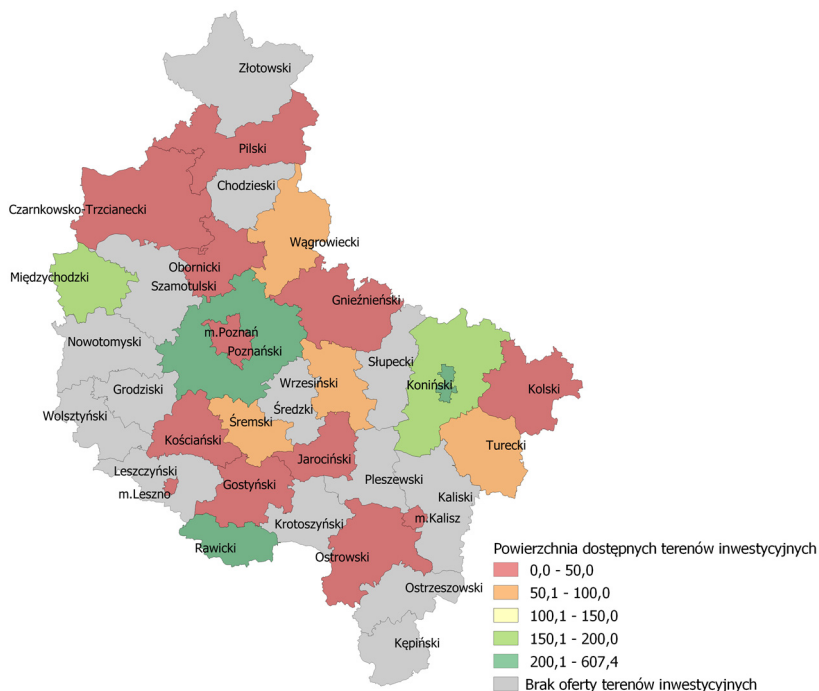 Złotowski
Pilski
Chodzieski
Czarnkowsko-Trzcianecki
Wągrowiecki
Obornicki
Międzychodzki
Szamotulski
Gnieźnieński
m.Poznań
Nowotomyski
Poznański
Słupecki
Wrzesiński
Koniński
Grodziski
Kolski
Średzki
Wolsztyński
Śremski
Kościański
Turecki
Jarociński
Leszczyński
Pleszewski
Gostyński
m.Leszno
Kaliski
m.Kalisz
Krotoszyński
Rawicki
Ostrowski
Ostrzeszowski
Kępiński
Powierzchnia dostępnych terenów inwestycyjnych
0,0 - 50,0
50,1 - 100,0
100,1 - 150,0
150,1 - 200,0
200,1 - 607,4
Brak oferty terenów inwestycyjnych